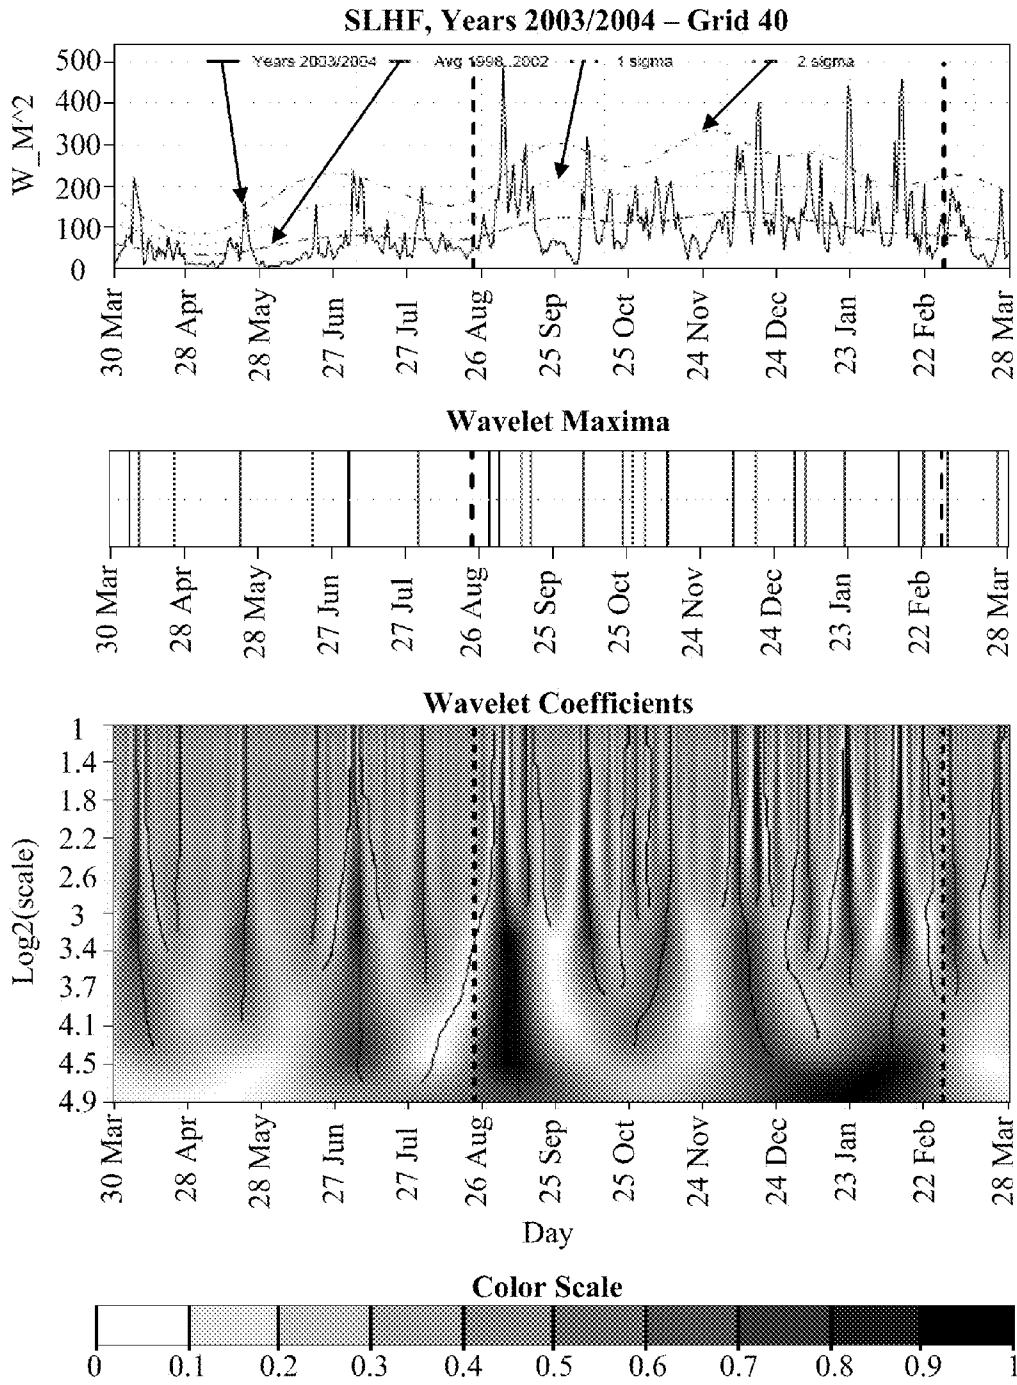 SLHF, Years 2003/2004 – Grid 40
Years 2003/2004 Avg 1998..2002 1 sigma 2 sigma
W_M^2
500
400
300
200
100
0
30 Mar 28 Apr 28 May 27 Jun 27 Jul 26 Aug 25 Sep 25 Oct 24 Nov 24 Dec 23 Jan 22 Feb 28 Mar
Wavelet Maxima
30 Mar 28 Apr 28 May 27 Jun 27 Jul 26 Aug 25 Sep 25 Oct 24 Nov 24 Dec 23 Jan 22 Feb 28 Mar
Wavelet Coefficients
Log2(scale)
1
1.4
1.8
2.2
2.6
3
3.4
3.7
4.1
4.5
4.9
30 Mar 28 Apr 28 May 27 Jun 27 Jul 26 Aug 25 Sep 25 Oct 24 Nov 24 Dec 23 Jan 22 Feb 28 Mar
Day
Color Scale
0 0.1 0.2 0.3 0.4 0.5 0.6 0.7 0.8 0.9 1